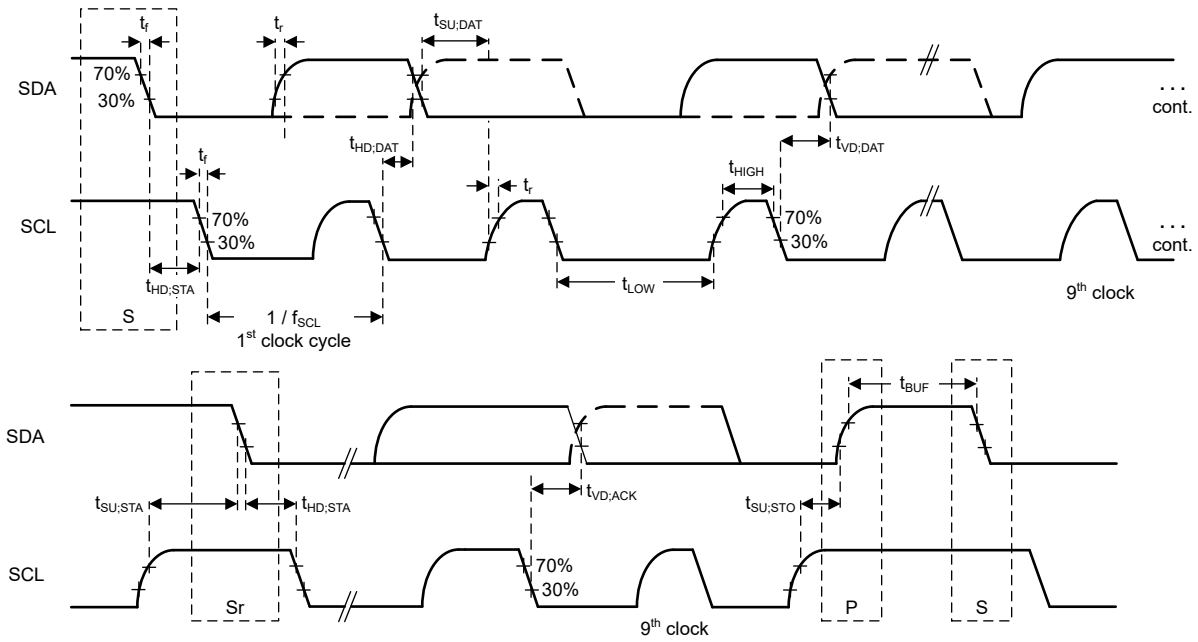 tf
tr
tSU;DAT
SDA
70%
30%
. . .
cont.
tHD;DAT
tVD;DAT
tf
tr
tHIGH
SCL
70%
30%
70%
30%
. . .
cont.
tHD;STA
tLOW
S
1 / fSCL
1st clock cycle
9th clock
tBUF
SDA
tSU;STA
tHD;STA
tVD;ACK
tSU;STO
SCL
70%
30%
Sr
P
S
9th clock